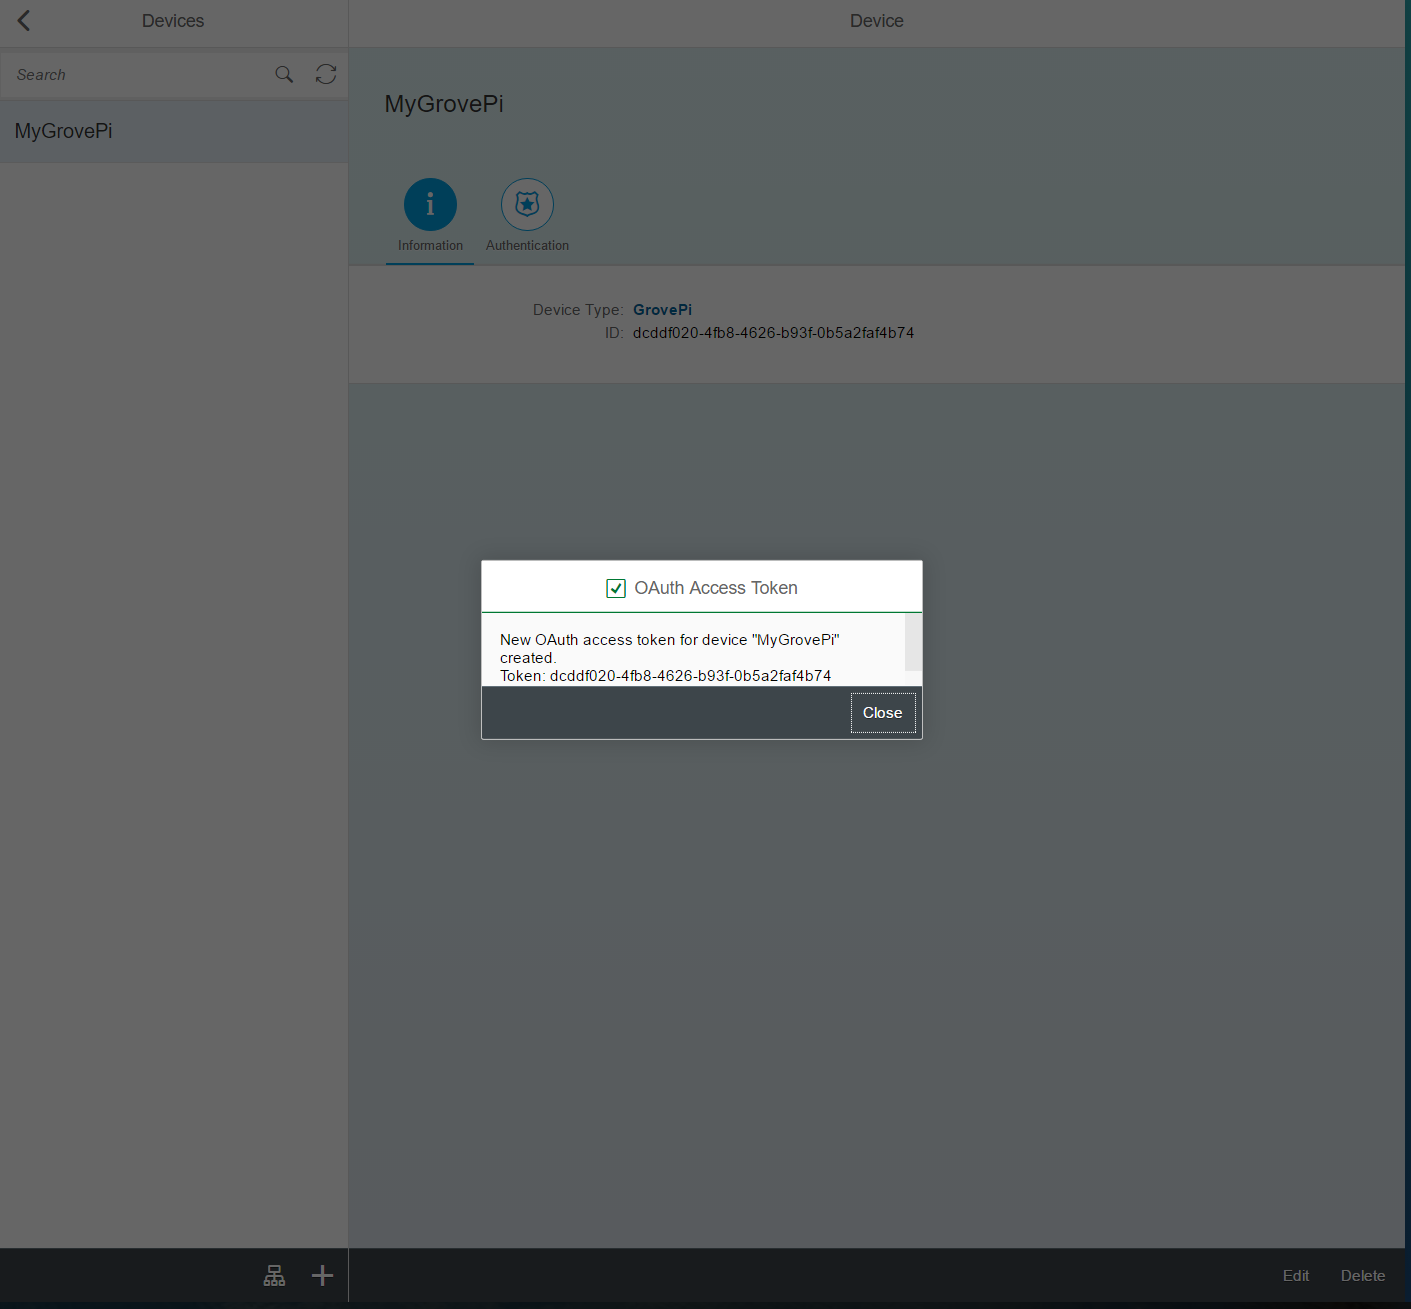 Devices
Device
Search
MyGrovePi
MyGrovePi
Information
Authentication
Device Type: GrovePi
ID: dcddf020-4fb8-4626-b93f-0b5a2faf4b74
OAuth Access Token
New OAuth access token for device "MyGrovePi"
created.
Token: dcddf020-4fb8-4626-b93f-0b5a2faf4b74
Close
Edit
Delete